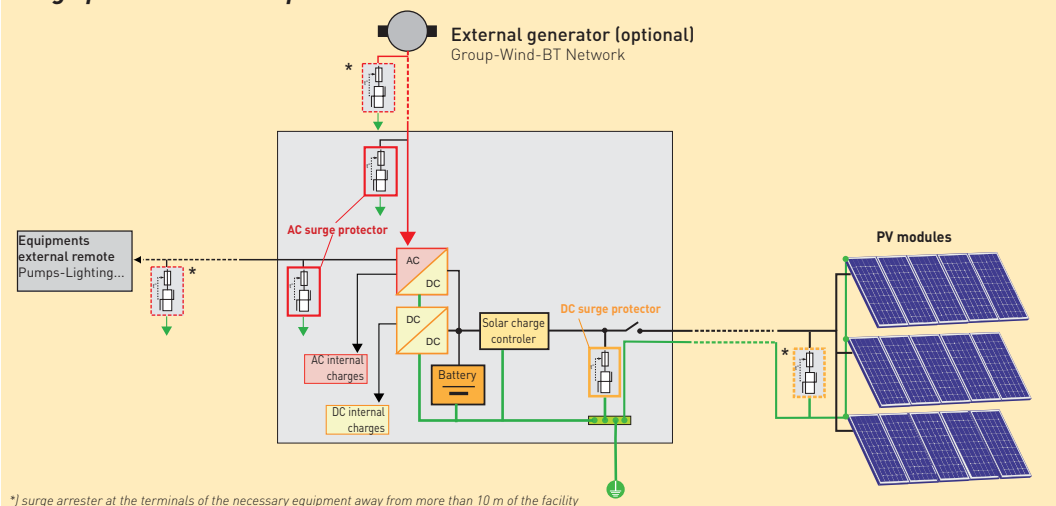 External generator (optional)
Group-Wind-BT Network
*
AC surge protector
Equipments
external remote
Pumps-Lighting...
*
AC
DC
DC
DC
Solar charge
controler
DC surge protector
PV modules
*
AC internal
charges
Battery
DC internal
charges
*) surge arrester at the terminals of the necessary equipment away from more than 10 m of the facility